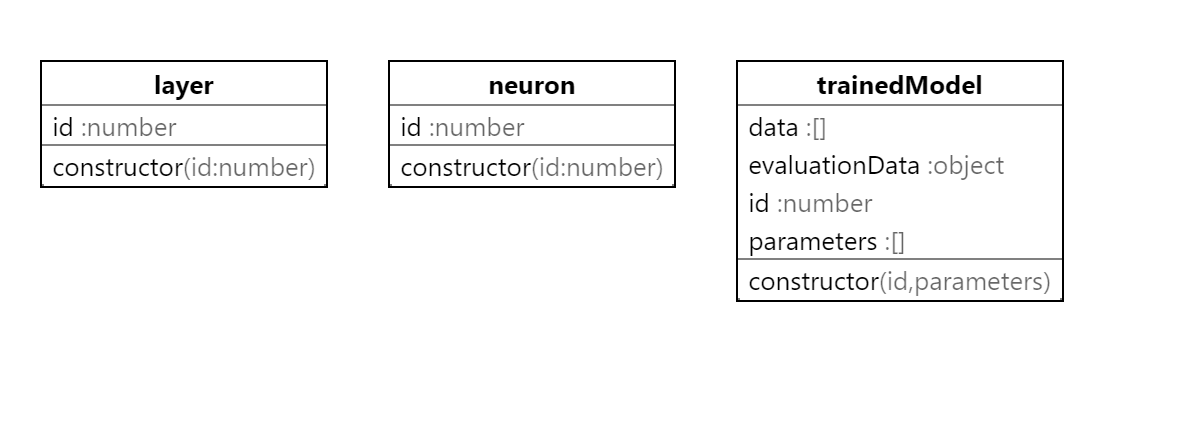 layer
id :number
constructor(id:number)
neuron
id :number
constructor(id:number)
trainedModel
data :[]
evaluationData :object
id :number
parameters :[]
constructor(id,parameters)